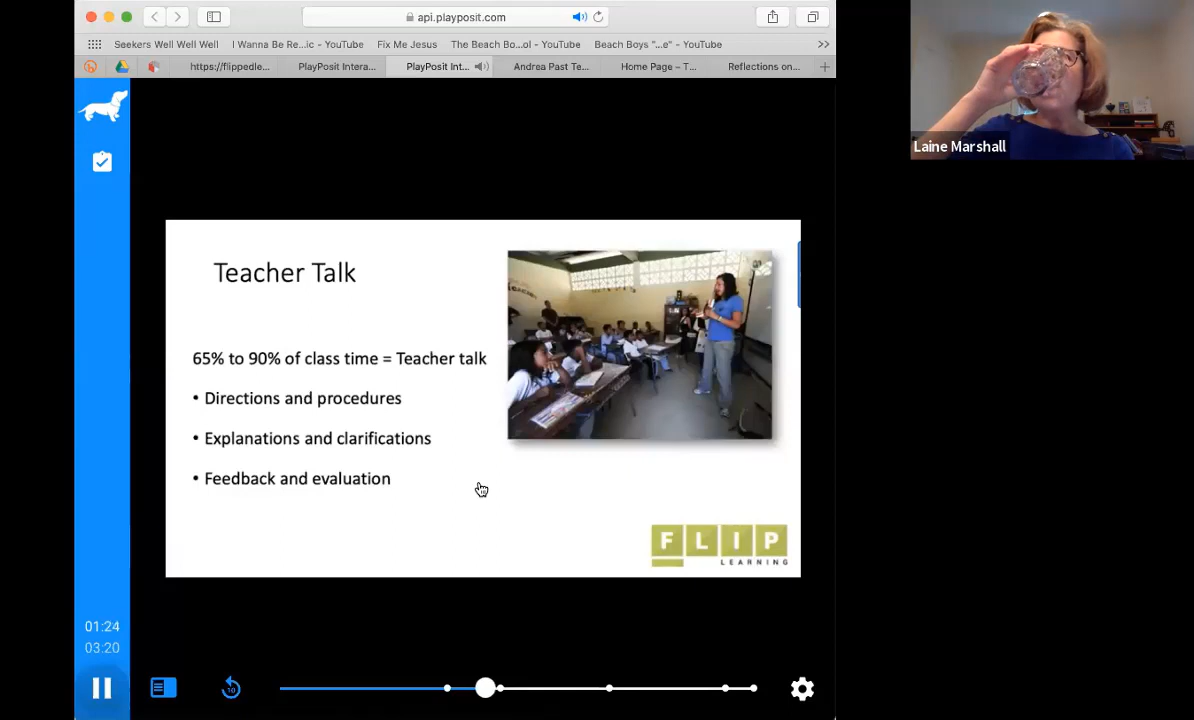 api.playposit.com
Seekers Well Well Well
I Wanna Be Re...ic - YouTube
Fix Me Jesus
The Beach Bo...ol - YouTube
Beach Boys "...e" - YouTube
https://flippedle...
PlayPosit Intera...
PlayPosit Int...
Andrea Past Te...
Home Page – T...
Reflections on...
Laine Marshall
Teacher Talk
65% to 90% of class time = Teacher talk
• Directions and procedures
• Explanations and clarifications
• Feedback and evaluation
FLIP
LEARNING
01:24
03:20
10